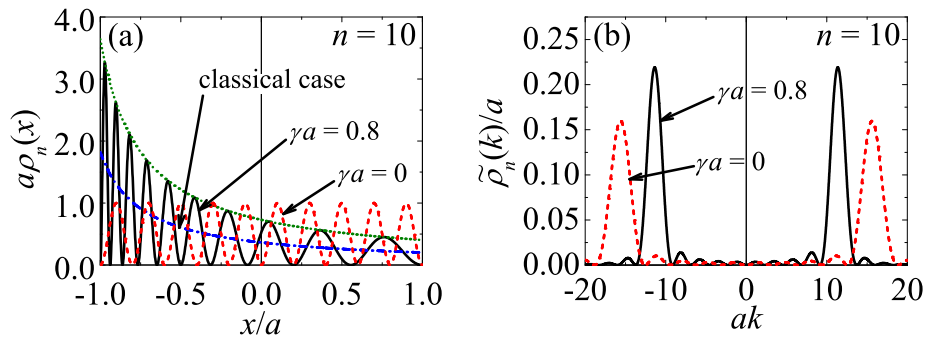 (a)
n = 10
4.0
3.0
2.0
1.0
0.0
aρₙ(x)
classical case
γa = 0.8
γa = 0
-1.0
-0.5
0.0
0.5
1.0
x/a
(b)
n = 10
0.25
0.20
0.15
0.10
0.05
0.00
ρ̃ₙ(k)/a
γa = 0.8
γa = 0
-20
-10
0
10
20
ak